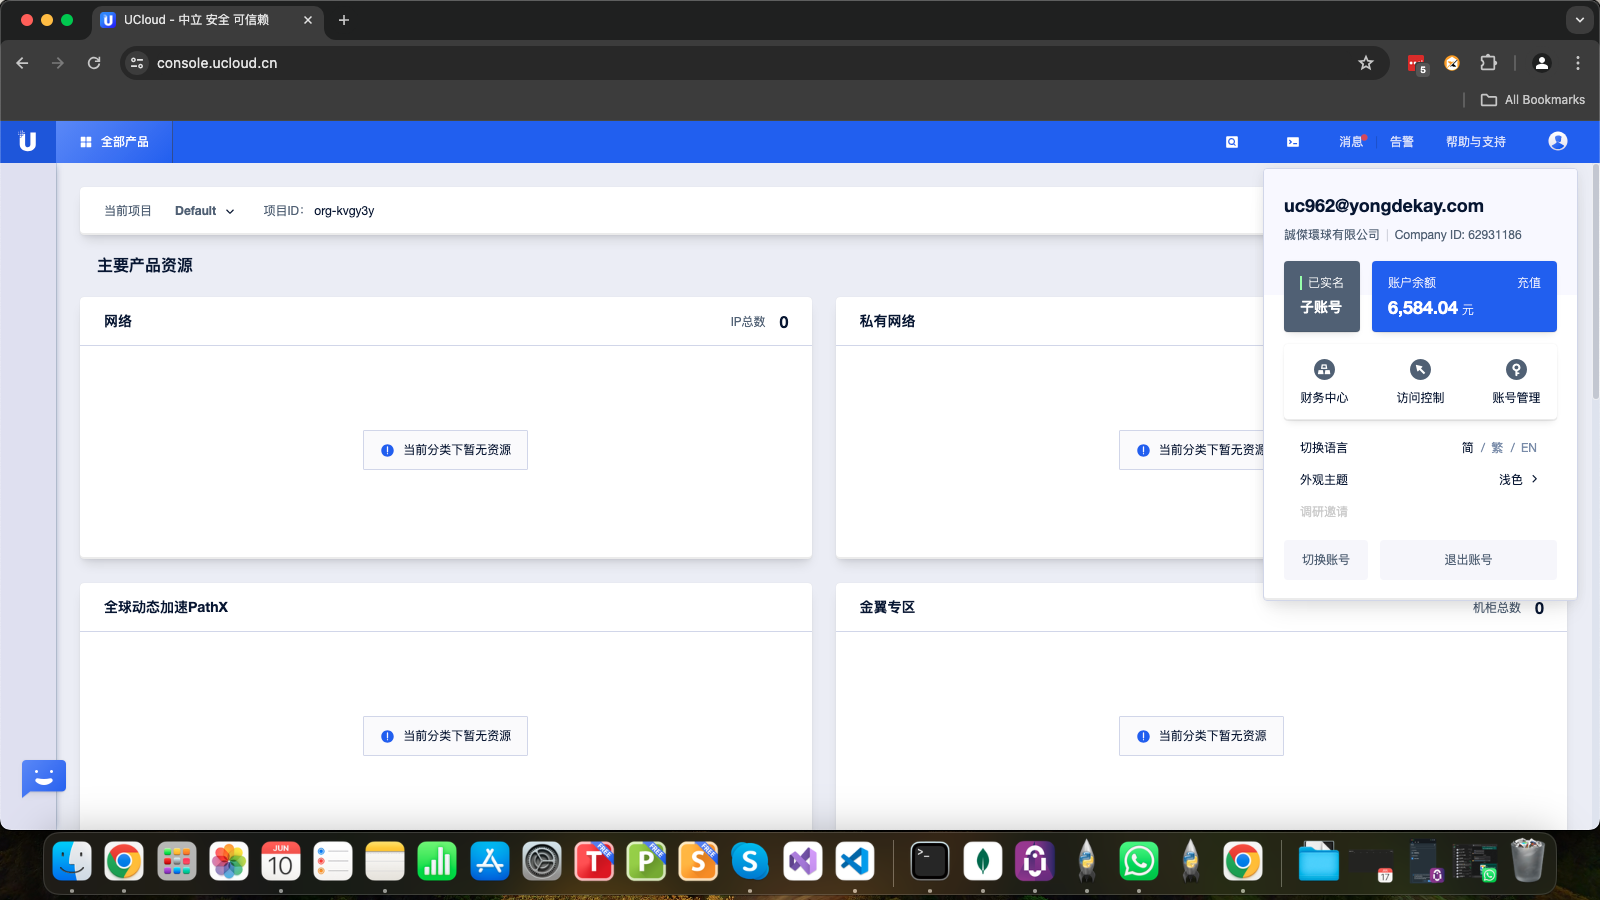 UCloud - 中立 安全 可信赖
console.ucloud.cn
5
All Bookmarks
U
全部产品
消息
告警
帮助与支持
当前项目
Default
项目ID:
org-kvgy3y
主要产品资源
网络
IP总数 0
当前分类下暂无资源
私有网络
当前分类下暂无资源
全球动态加速PathX
当前分类下暂无资源
金翼专区
机柜总数 0
当前分类下暂无资源
uc962@yongdekay.com
誠傑環球有限公司 | Company ID: 62931186
已实名
子账号
账户余额
充值
6,584.04 元
财务中心
访问控制
账号管理
切换语言
简 / 繁 / EN
外观主题
浅色
调研邀请
切换账号
退出账号
JUN
10
T
FREE
P
FREE
S
FREE
S
17